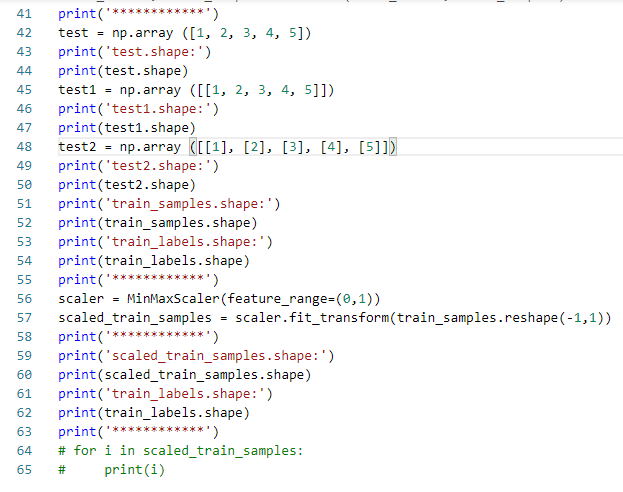 41 print('************')
42 test = np.array ([1, 2, 3, 4, 5])
43 print('test.shape:')
44 print(test.shape)
45 test1 = np.array ([[1, 2, 3, 4, 5]])
46 print('test1.shape:')
47 print(test1.shape)
48 test2 = np.array ([[1], [2], [3], [4], [5]])
49 print('test2.shape:')
50 print(test2.shape)
51 print('train_samples.shape:')
52 print(train_samples.shape)
53 print('train_labels.shape:')
54 print(train_labels.shape)
55 print('************')
56 scaler = MinMaxScaler(feature_range=(0,1))
57 scaled_train_samples = scaler.fit_transform(train_samples.reshape(-1,1))
58 print('************')
59 print('scaled_train_samples.shape:')
60 print(scaled_train_samples.shape)
61 print('train_labels.shape:')
62 print(train_labels.shape)
63 print('************')
64 # for i in scaled_train_samples:
65 #     print(i)